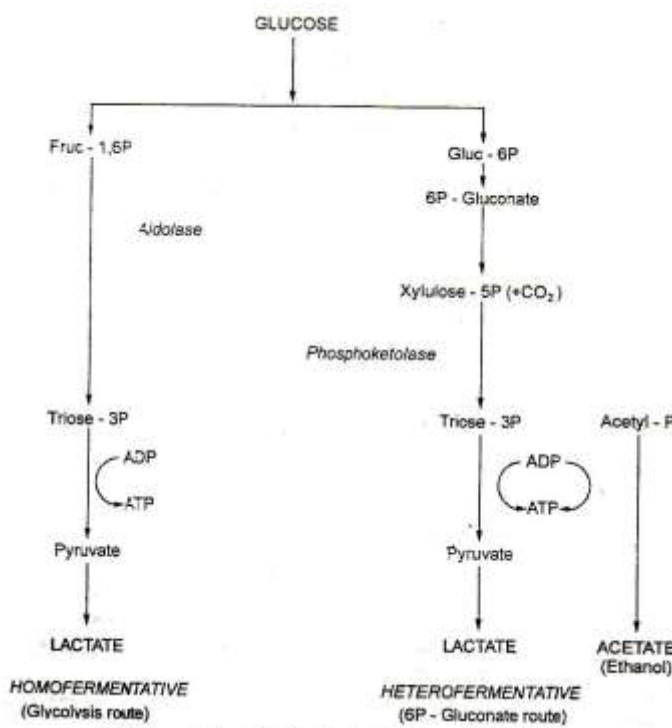 GLUCOSE
Fruc - 1,6P
Gluc - 6P
6P - Gluconate
Aldolase
Xylulose - 5P (+CO₂)
Phosphoketolase
Triose - 3P
Triose - 3P
Acetyl - P
ADP
ATP
ADP
ATP
Pyruvate
Pyruvate
LACTATE
LACTATE
ACETATE
(Ethanol)
HOMOFERMENTATIVE
(Glycolysis route)
HETEROFERMENTATIVE
(6P - Gluconate route)